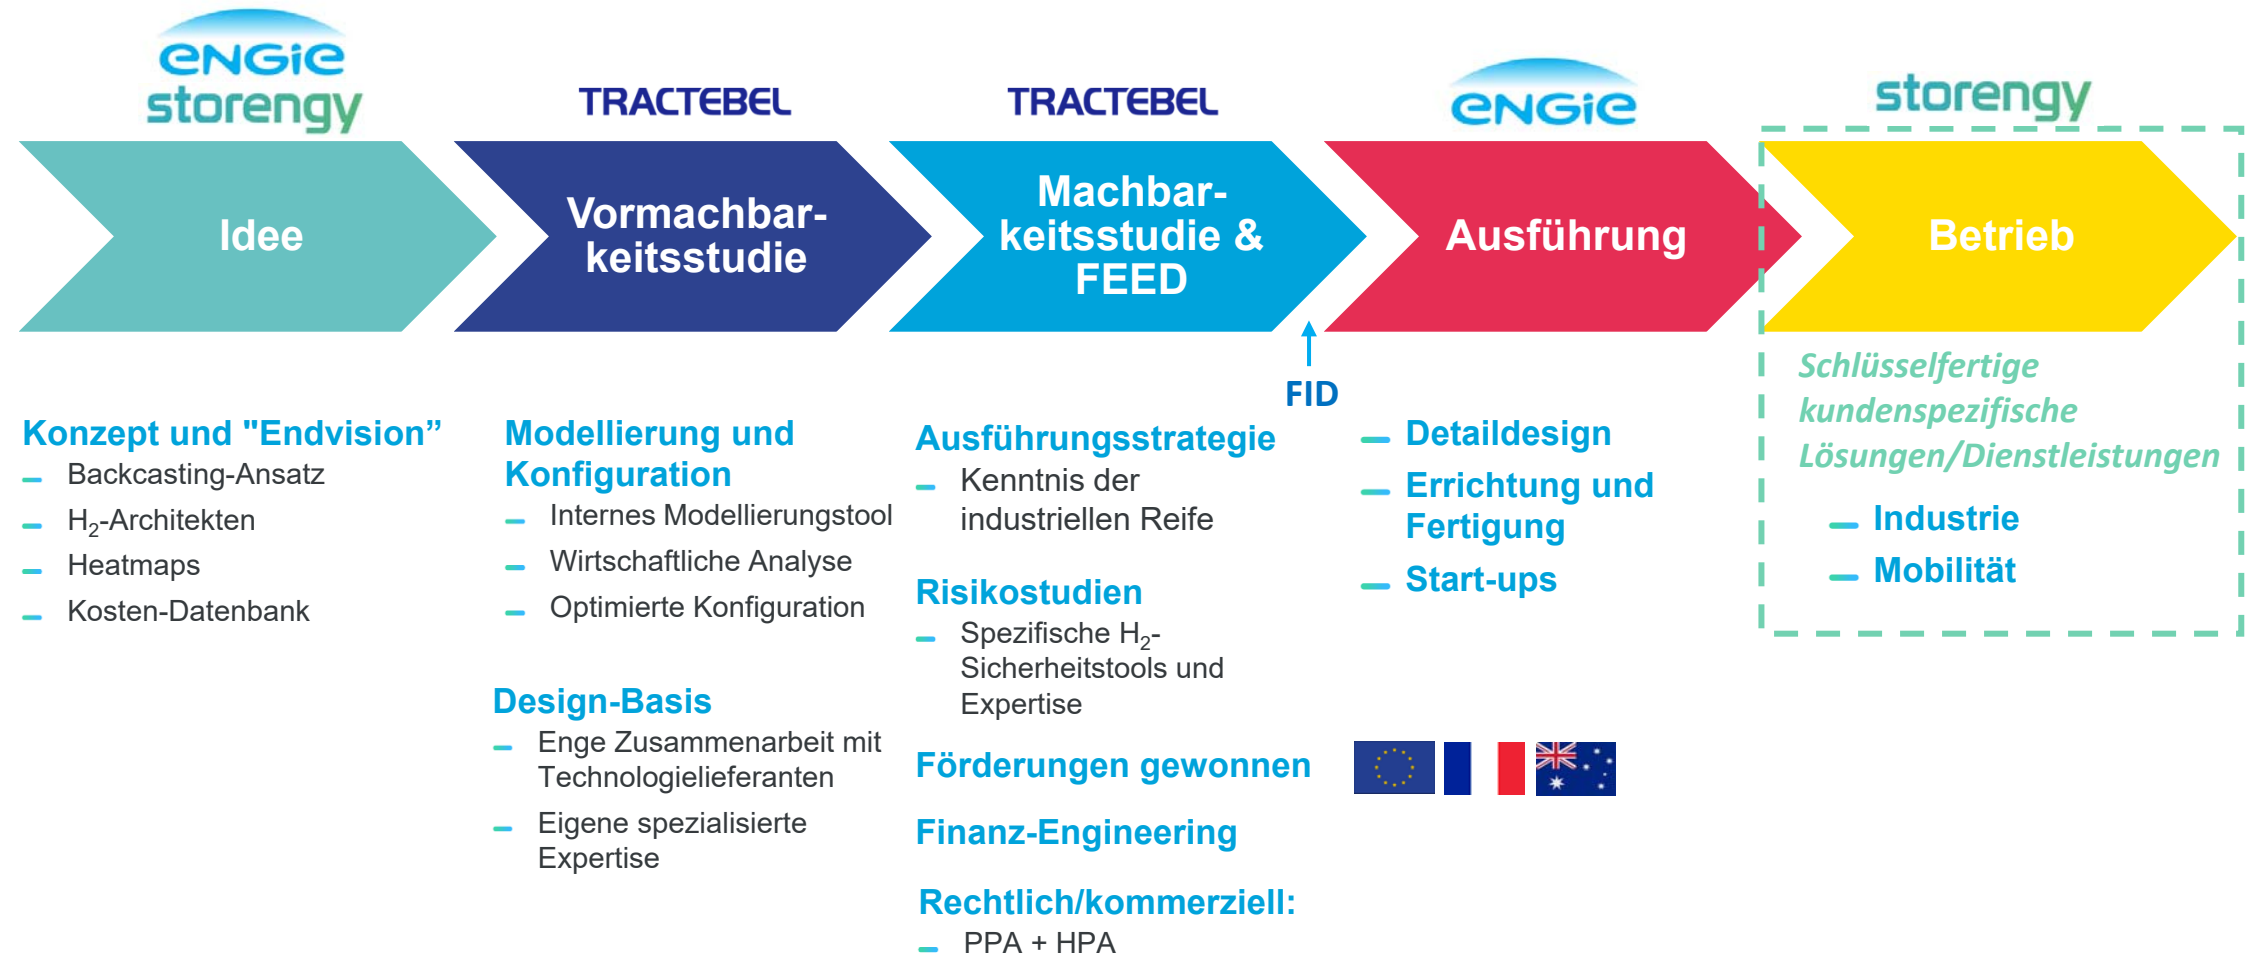 ENGIE
storengy
TRACTEBEL
TRACTEBEL
ENGIE
storengy
Idee
Vormachbar-
keitsstudie
Machbar-
keitsstudie &
FEED
Ausführung
Betrieb
FID
Konzept und "Endvision”
Backcasting-Ansatz
H₂-Architekten
Heatmaps
Kosten-Datenbank
Modellierung und
Konfiguration
Internes Modellierungstool
Wirtschaftliche Analyse
Optimierte Konfiguration
Design-Basis
Enge Zusammenarbeit mit
Technologielieferanten
Eigene spezialisierte
Expertise
Ausführungsstrategie
Kenntnis der
industriellen Reife
Risikostudien
Spezifische H₂-
Sicherheitstools und
Expertise
Förderungen gewonnen
Finanz-Engineering
Rechtlich/kommerziell:
PPA + HPA
Detaildesign
Errichtung und
Fertigung
Start-ups
Schlüsselfertige
kundenspezifische
Lösungen/Dienstleistungen
Industrie
Mobilität